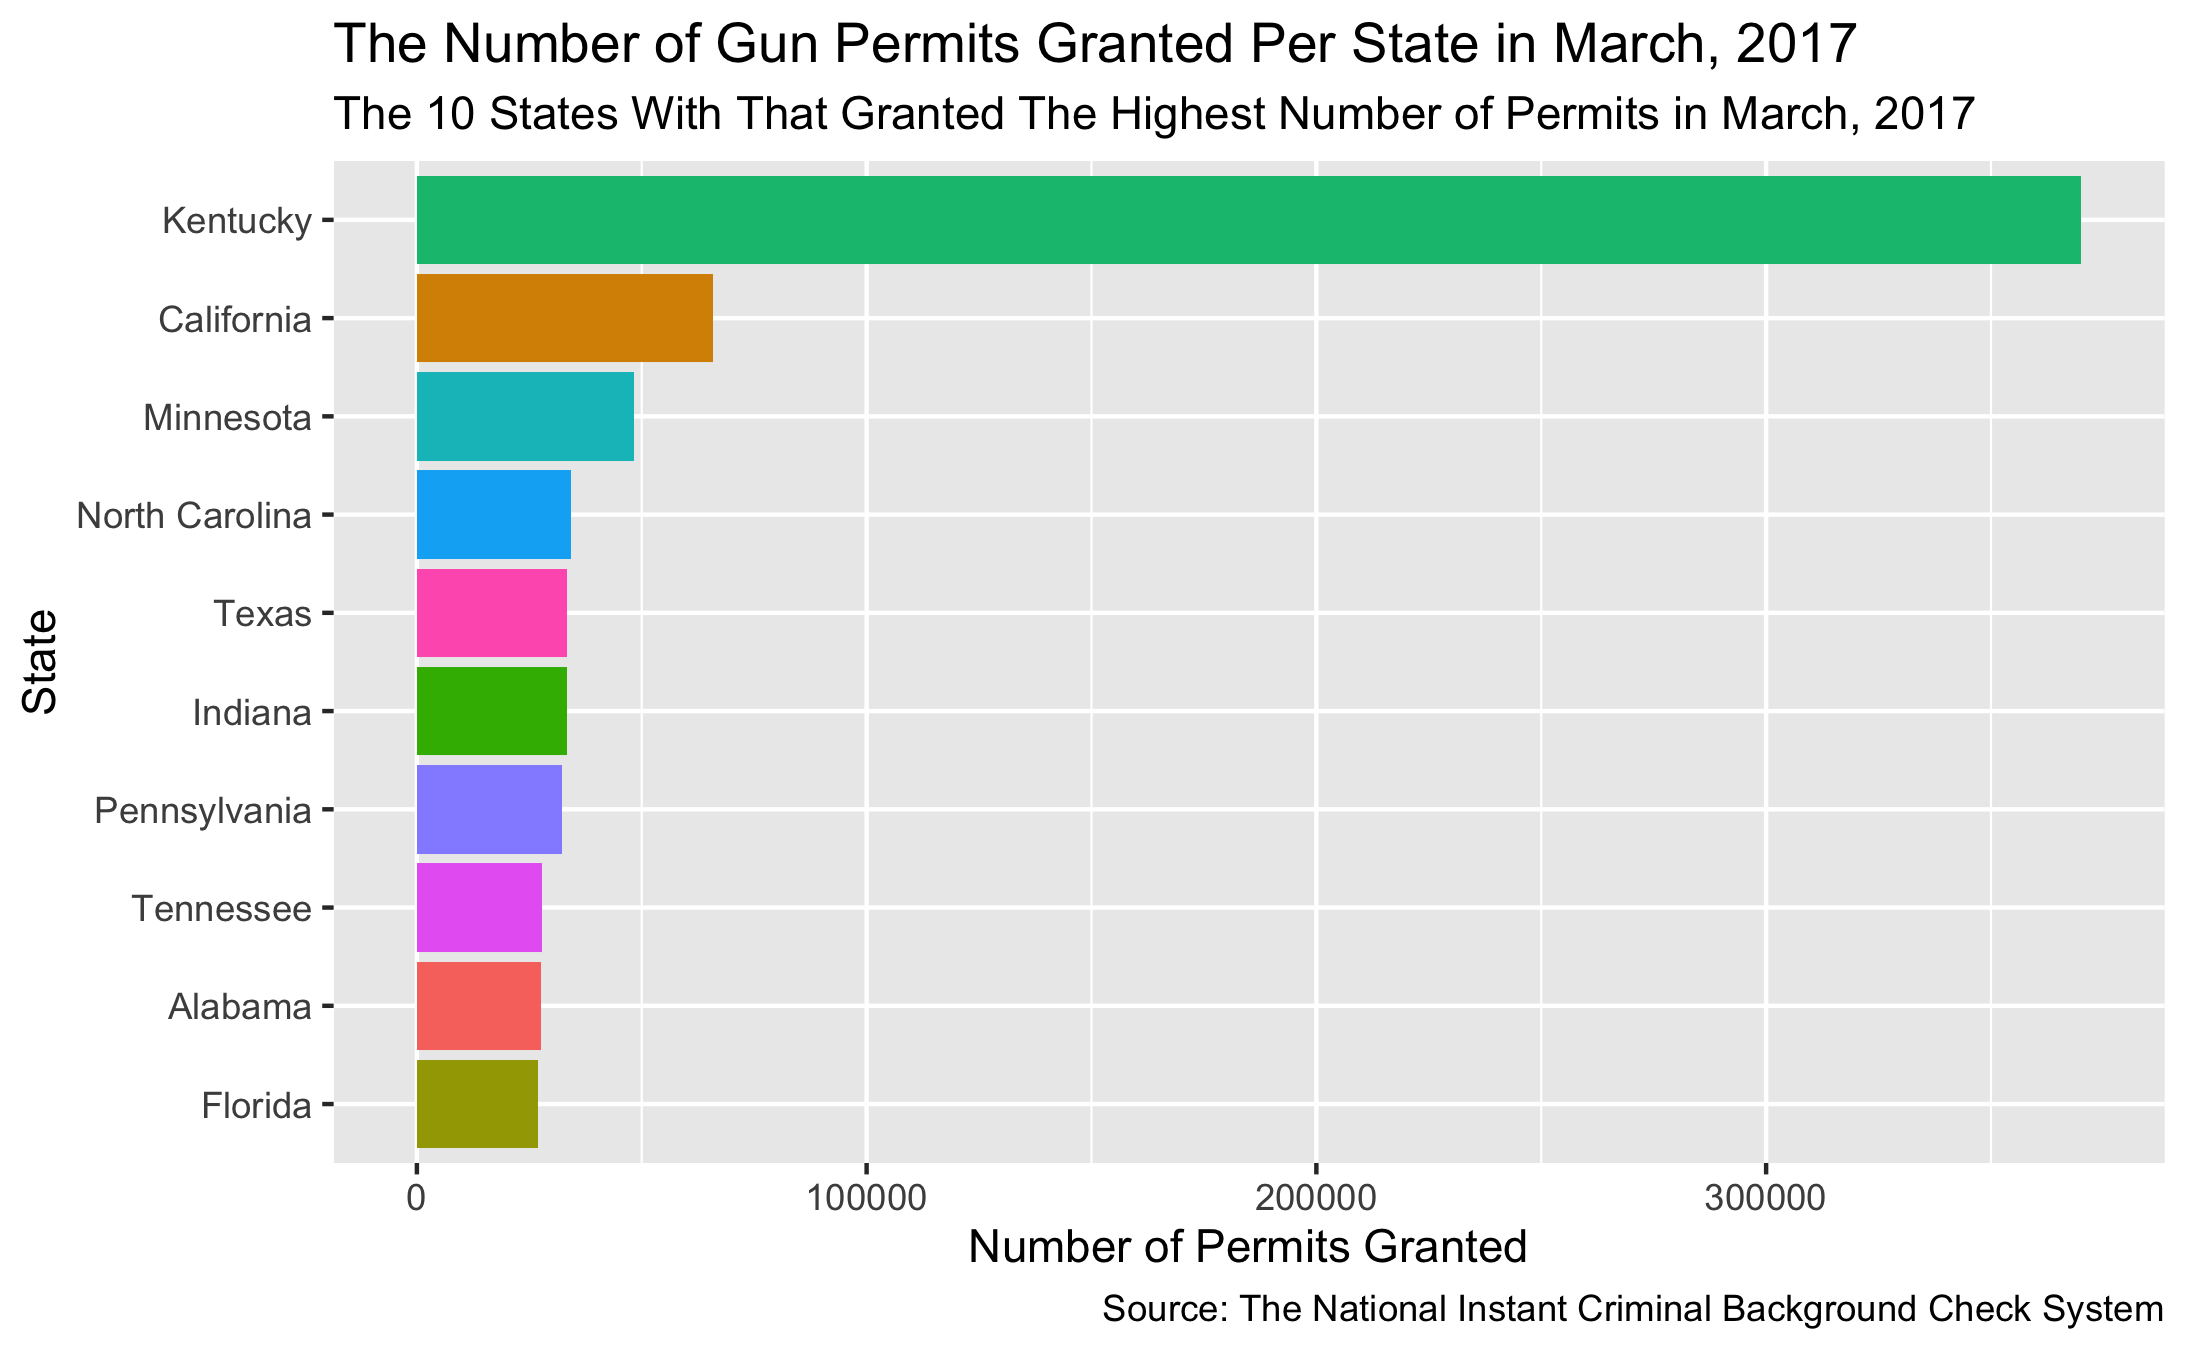 The Number of Gun Permits Granted Per State in March, 2017
The 10 States With That Granted The Highest Number of Permits in March, 2017
State
Kentucky
California
Minnesota
North Carolina
Texas
Indiana
Pennsylvania
Tennessee
Alabama
Florida
0 100000 200000 300000
Number of Permits Granted
Source: The National Instant Criminal Background Check System